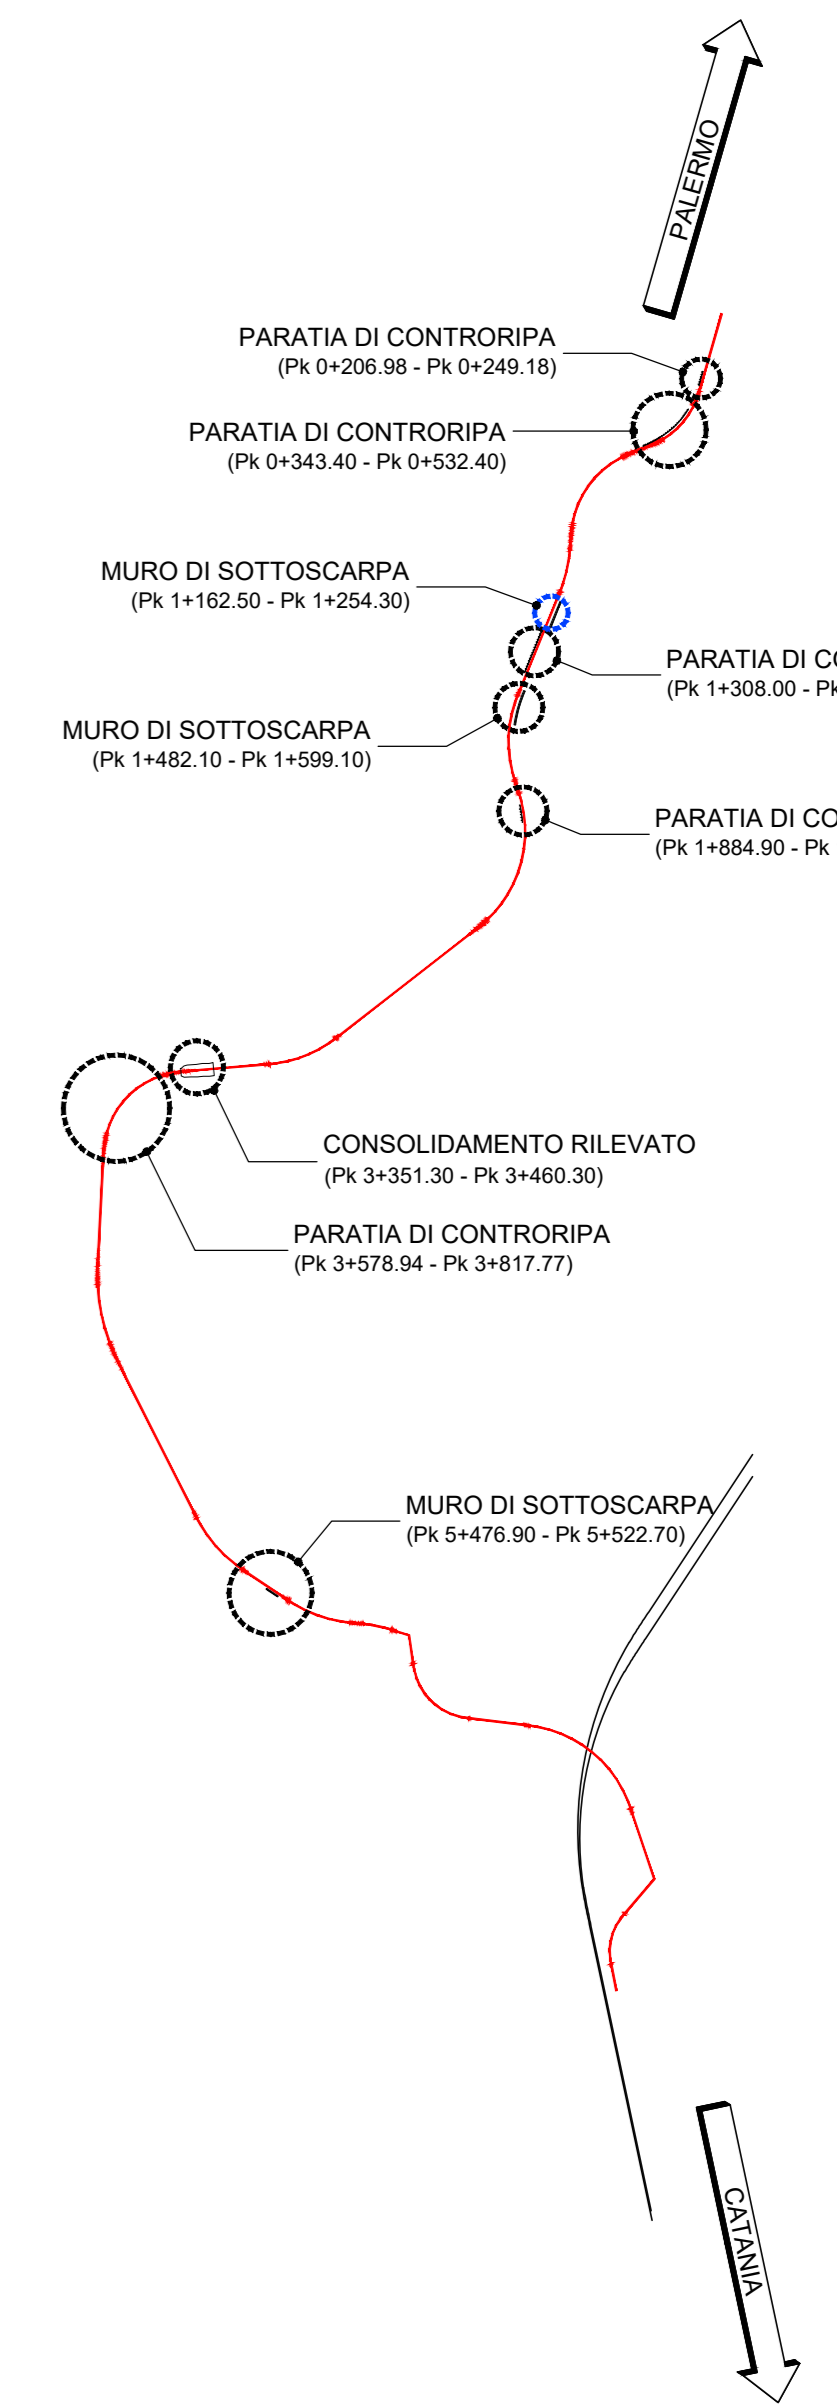 PALERMO
PARATIA DI CONTRORIPA
(Pk 0+206.98 - Pk 0+249.18)
PARATIA DI CONTRORIPA
(Pk 0+343.40 - Pk 0+532.40)
MURO DI SOTTOSCARPA
(Pk 1+162.50 - Pk 1+254.30)
PARATIA DI CO
(Pk 1+308.00 - Pk
MURO DI SOTTOSCARPA
(Pk 1+482.10 - Pk 1+599.10)
PARATIA DI CO
(Pk 1+884.90 - Pk
CONSOLIDAMENTO RILEVATO
(Pk 3+351.30 - Pk 3+460.30)
PARATIA DI CONTRORIPA
(Pk 3+578.94 - Pk 3+817.77)
MURO DI SOTTOSCARPA
(Pk 5+476.90 - Pk 5+522.70)
CATANIA